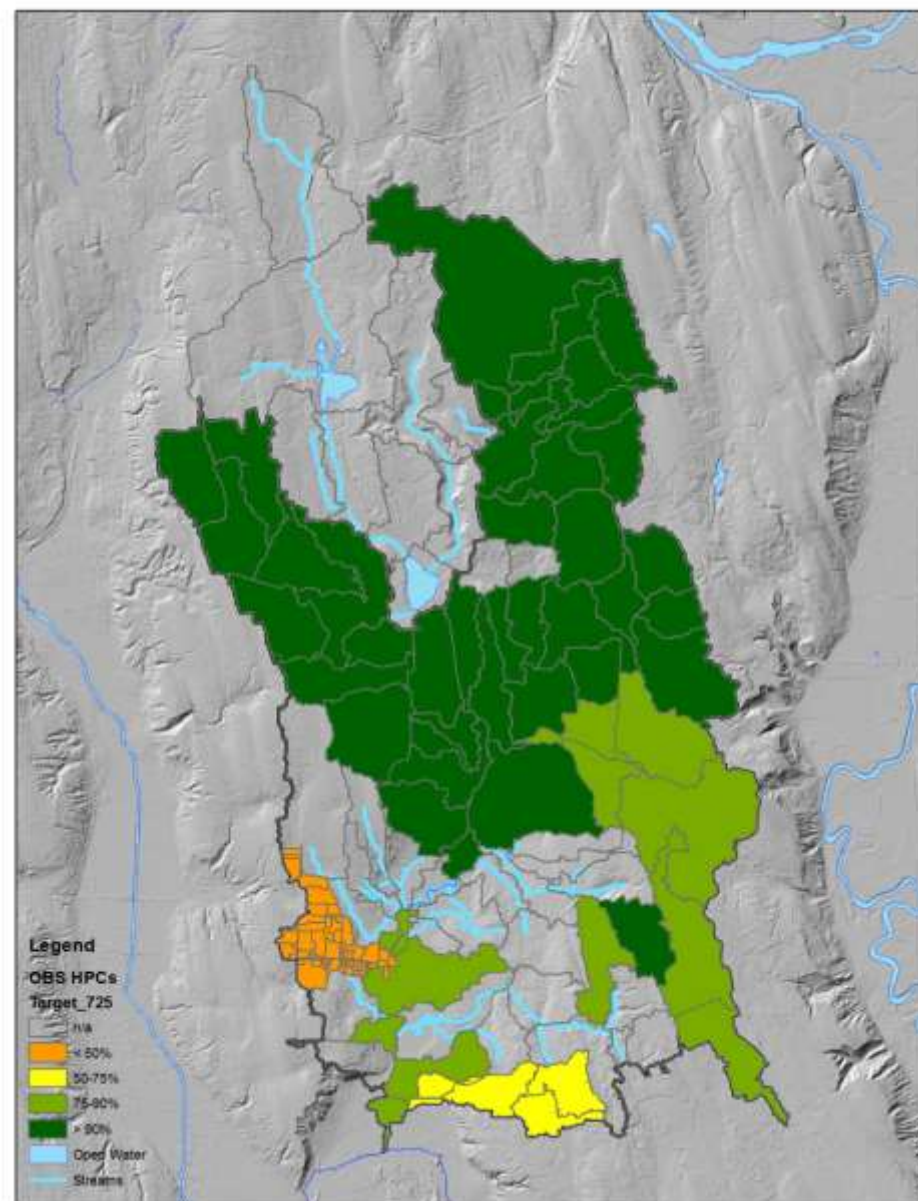 Legend
OBS HPCs
Target_725
n/a
< 50%
50-75%
75-90%
> 90%
Open Water
Streams